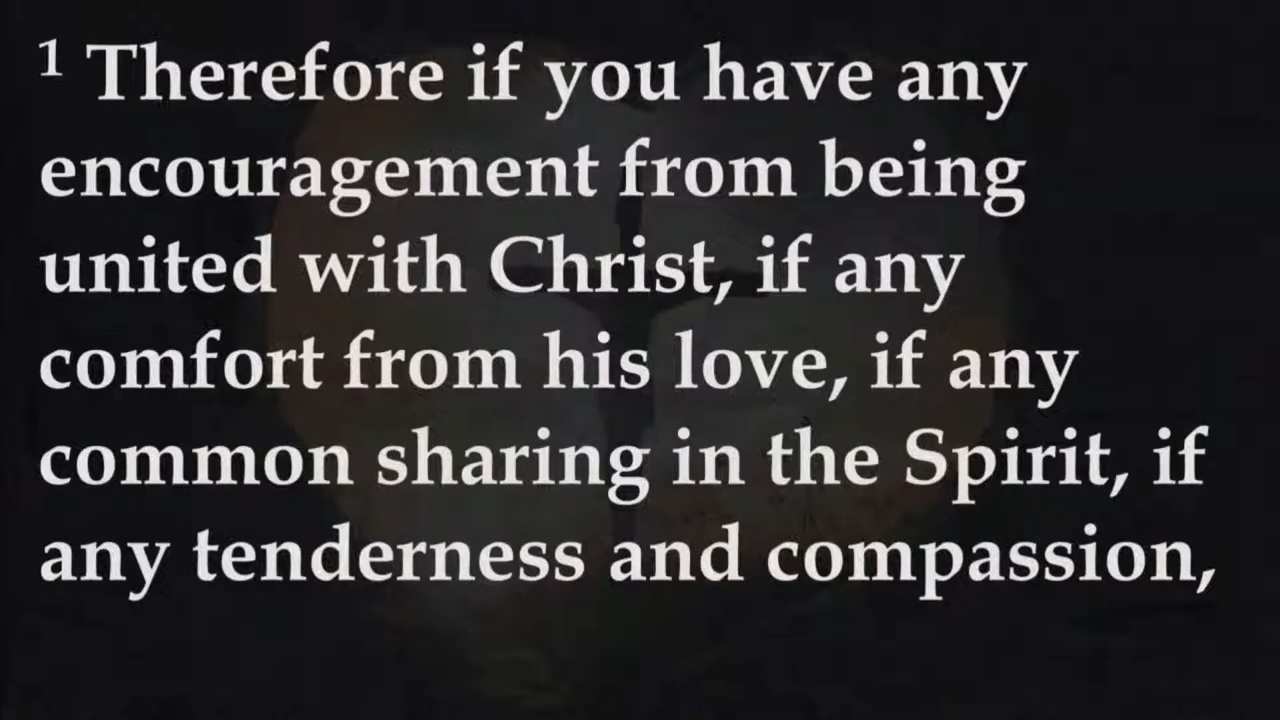 1 Therefore if you have any
encouragement from being
united with Christ, if any
comfort from his love, if any
common sharing in the Spirit, if
any tenderness and compassion,